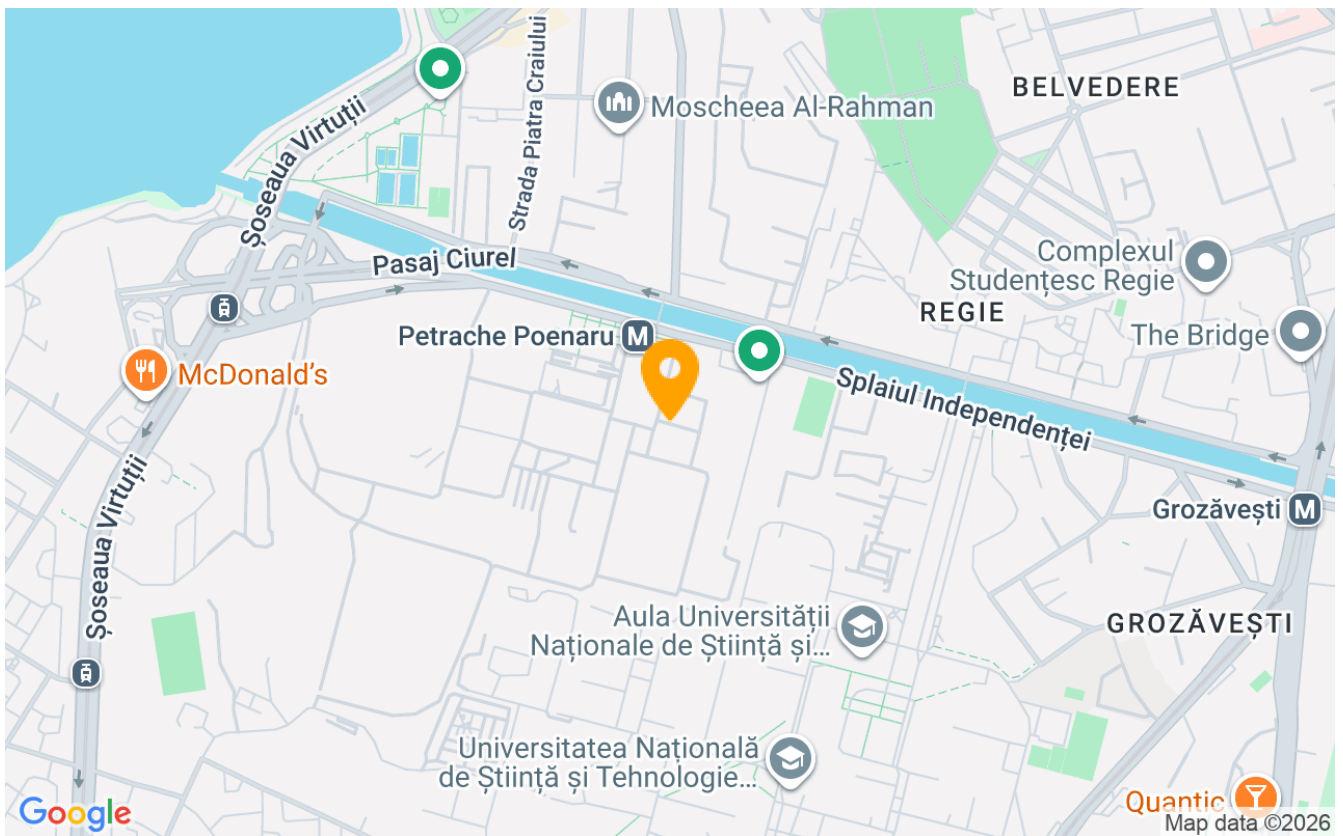 BELVEDERE
Moscheea Al-Rahman
Șoseaua Virtuții
Strada Piatra Craiului
Complexul
Studențesc Regie
Pasaj Ciurel
REGIE
Petrache Poenaru
M
The Bridge
McDonald's
Splaiul Independenței
Grozăvești
M
Șoseaua Virtuții
Aula Universității
Naționale de Știință și...
GROZĂVEȘTI
Universitatea Națională
de Știință și Tehnologie...
Quantic
Google
Map data ©2026